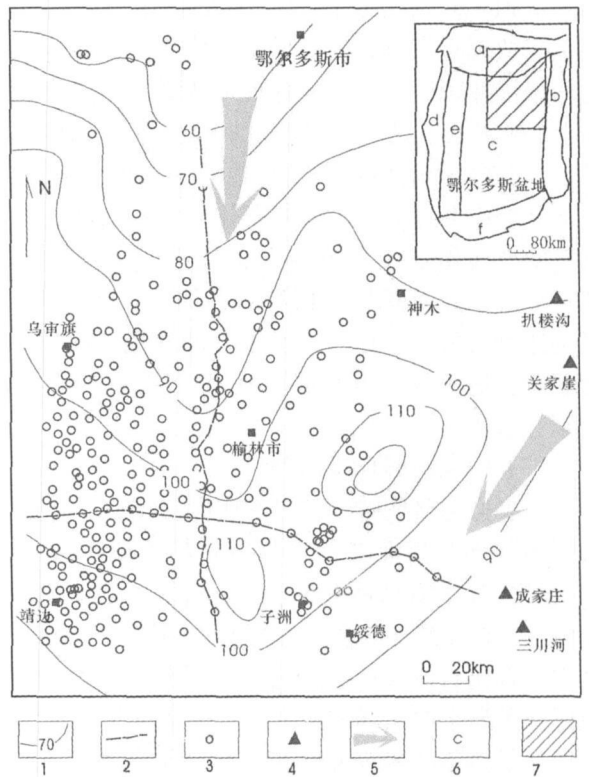 鄂尔多斯市
a
b
c
d
e
f
鄂尔多斯盆地
0 80km
N
60
70
80
90
神木
扒楼沟
乌审旗
关家崖
100
110
榆林市
100
90
110
成家庄
子洲
靖边
绥德
三川河
100
0 20km
70
c
1 2 3 4 5 6 7